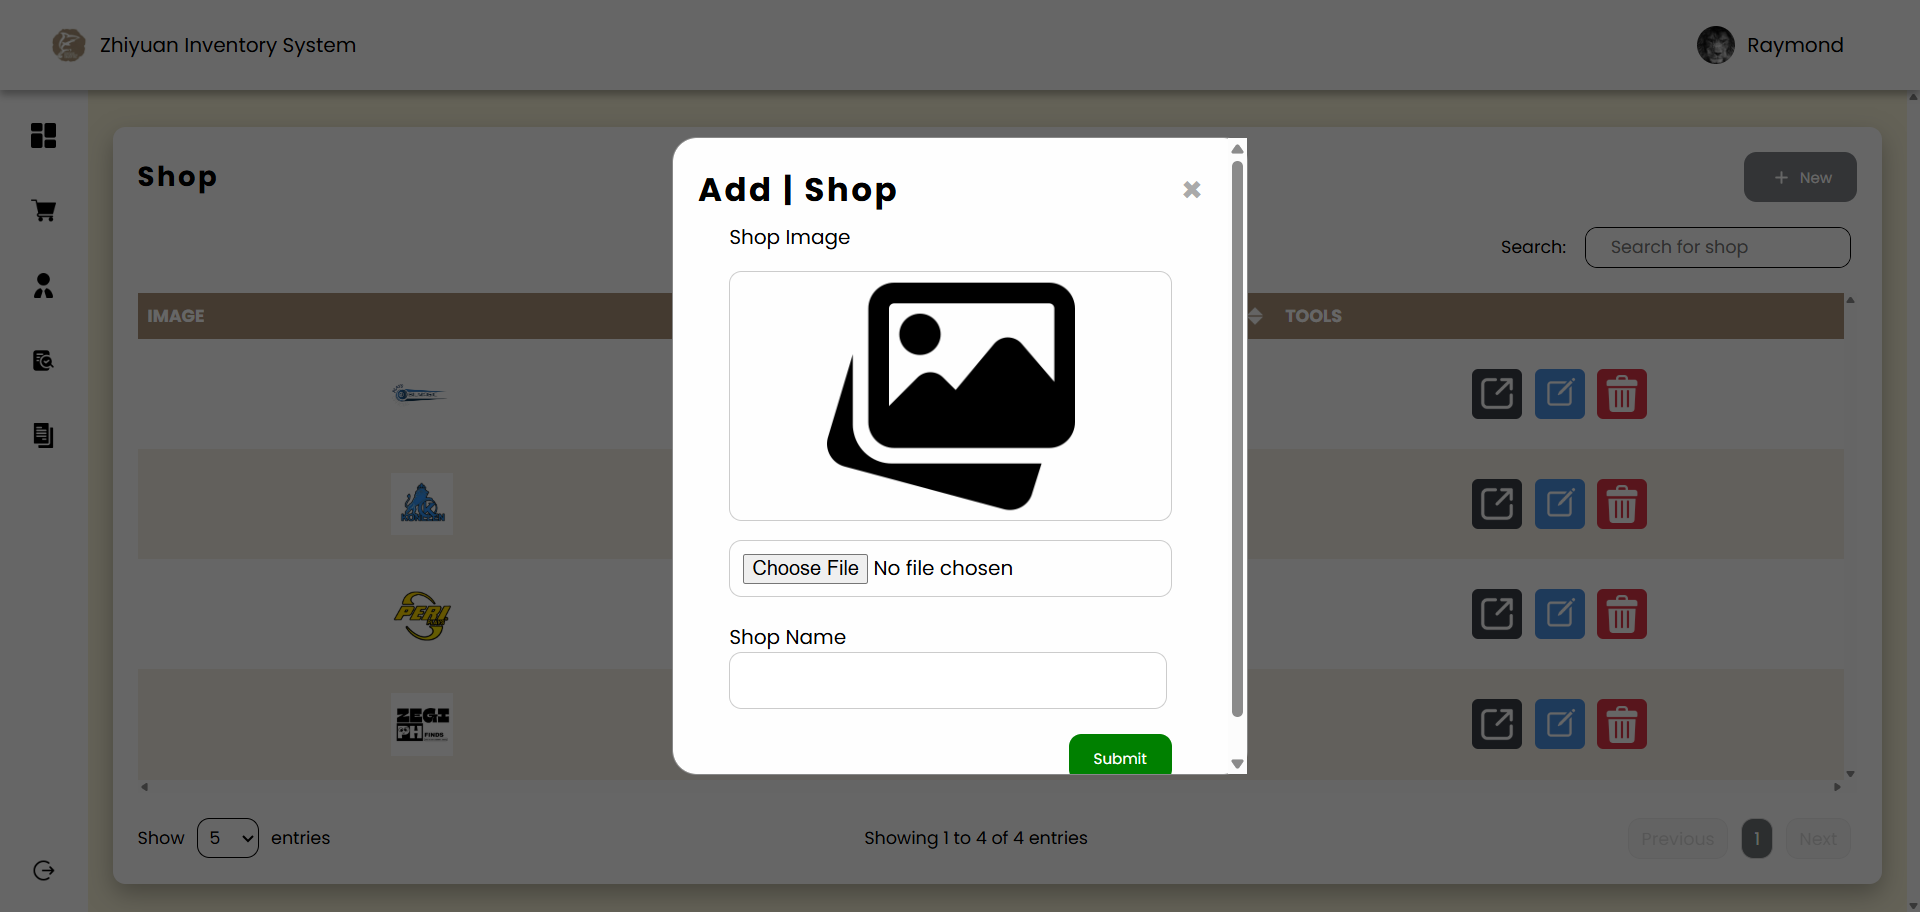 Zhiyuan Inventory System
Raymond
Shop
+ New
Search: Search for shop
IMAGE
TOOLS
Add | Shop
Shop Image
Choose File No file chosen
Shop Name
Submit
PERI
ZEGI
PH FINDS
Show 5 entries
Showing 1 to 4 of 4 entries
Previous 1 Next